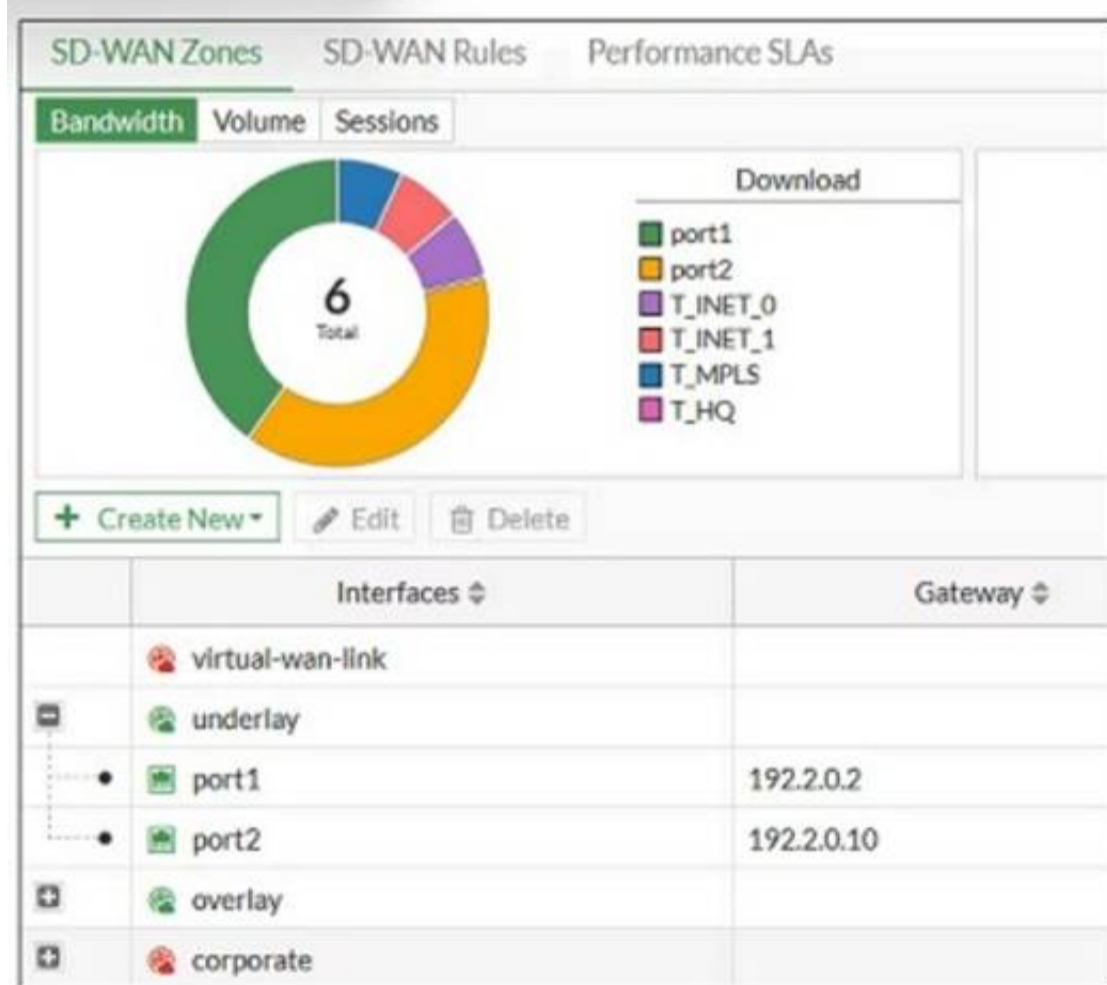 SD-WAN Zones SD-WAN Rules Performance SLAs
Bandwidth Volume Sessions
Download
port1
port2
T_INET_0
T_INET_1
T_MPLS
T_HQ
6
Total
+ Create New Edit Delete
Interfaces Gateway
virtual-wan-link
underlay
port1 192.2.0.2
port2 192.2.0.10
overlay
corporate